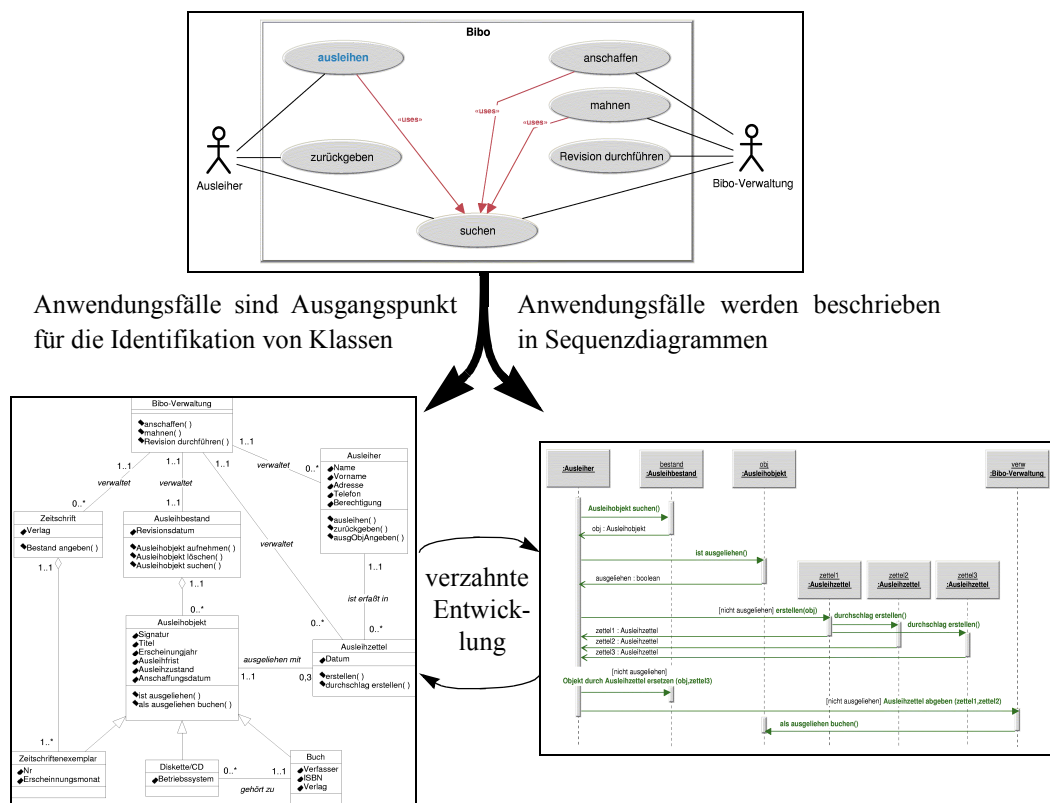 Bibo
ausleihen
anschaffen
«uses»
«uses»
mahnen
«uses»
zurückgeben
Revision durchführen
Ausleiher
Bibo-Verwaltung
suchen
Anwendungsfälle sind Ausgangspunkt
für die Identifikation von Klassen
Anwendungsfälle werden beschrieben
in Sequenzdiagrammen
Bibo-Verwaltung
anschaffen( )
mahnen( )
Revision durchführen( )
1..1
1..1
1..1
1..1
verwaltet
verwaltet
verwaltet
verwaltet
0..*
0..*
1..1
0..*
Ausleiher
Name
Vorname
Adresse
Telefon
Berechtigung
ausleihen( )
zurückgeben( )
ausgObjAngeben( )
Zeitschrift
Verlag
Bestand angeben( )
1..1
Ausleihbestand
Revisionsdatum
Ausleihobjekt aufnehmen( )
Ausleihobjekt löschen( )
Ausleihobjekt suchen( )
1..1
0..*
1..1
ist erfaßt in
0..*
Ausleihobjekt
Signatur
Titel
Erscheinungjahr
Ausleihfrist
Ausleihzustand
Anschaffungsdatum
ist ausgeliehen( )
als ausgeliehen buchen( )
ausgeliehen mit
1..1
0,3
Ausleihzettel
Datum
erstellen( )
durchschlag erstellen( )
1..*
Zeitschriftenexemplar
Nr
Erscheinnungsmonat
Diskette/CD
Betriebssystem
0..*
1..1
gehört zu
Buch
Verfasser
ISBN
Verlag
verzahnte
Entwick-
lung
:Ausleiher
bestand
:Ausleihbestand
obj
:Ausleihobjekt
verw
:Bibo-Verwaltung
Ausleihobjekt suchen()
obj : Ausleihobjekt
ist ausgeliehen()
ausgeliehen : boolean
zettel1
:Ausleihzettel
zettel2
:Ausleihzettel
zettel3
:Ausleihzettel
[nicht ausgeliehen] erstellen(obj)
durchschlag erstellen()
durchschlag erstellen()
zettel1 : Ausleihzettel
zettel2 : Ausleihzettel
zettel3 : Ausleihzettel
[nicht ausgeliehen]
Objekt durch Ausleihzettel ersetzen (obj,zettel3)
[nicht ausgeliehen] Ausleihzettel abgeben (zettel1,zettel2)
als ausgeliehen buchen()